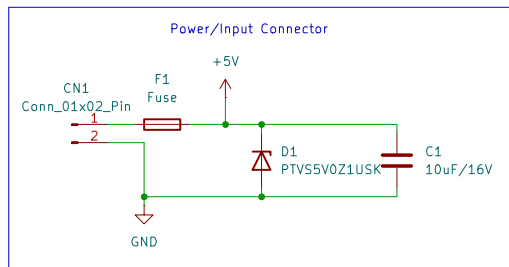 Power/Input Connector
+5V
CN1
Conn_01x02_Pin
F1
Fuse
1
2
D1
PTVS5V0Z1USK
C1
10uF/16V
GND